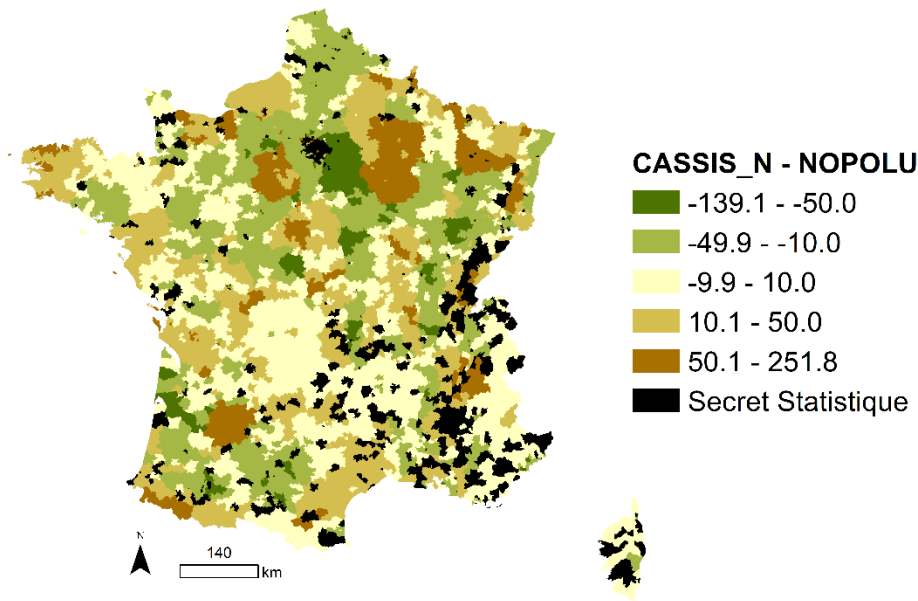 CASSIS_N - NOPOLU
-139.1 - -50.0
-49.9 - -10.0
-9.9 - 10.0
10.1 - 50.0
50.1 - 251.8
Secret Statistique
N
140
km